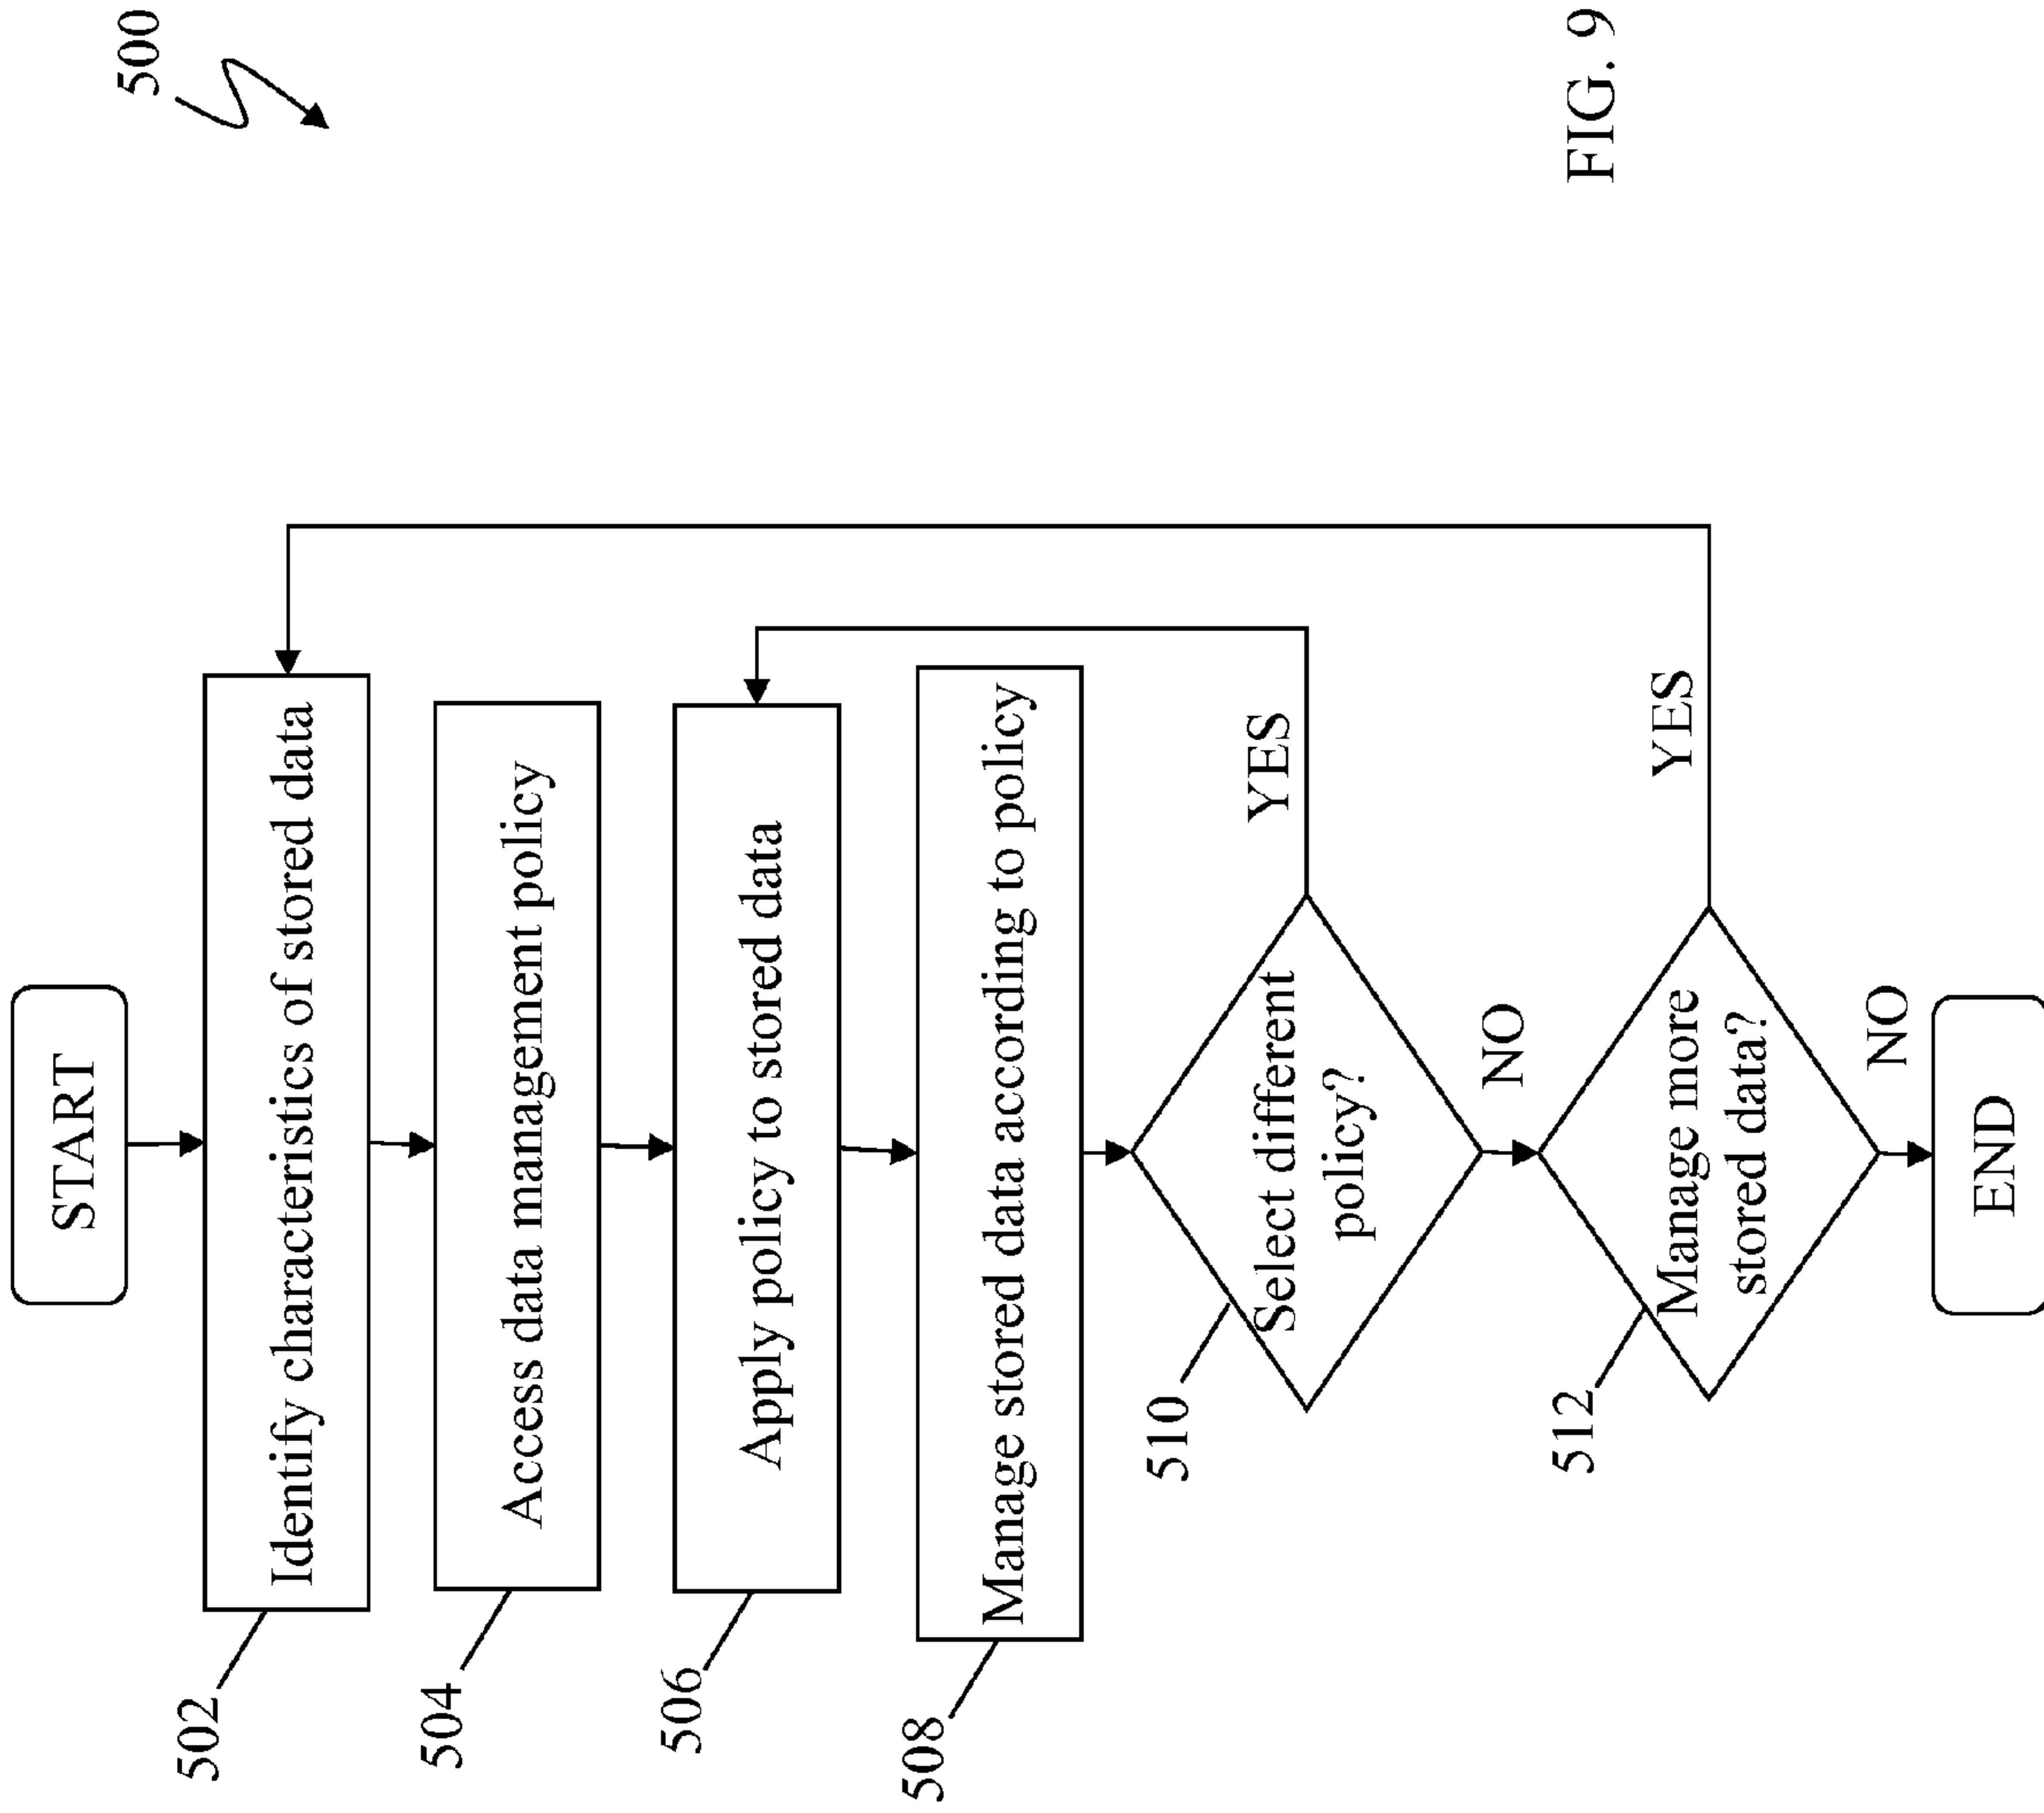 500
START
502
Identify characteristics of stored data
504
Access data management policy
506
Apply policy to stored data
508
Manage stored data according to policy
510
Select different
policy?
YES
NO
512
Manage more
stored data?
YES
NO
END
FIG. 9